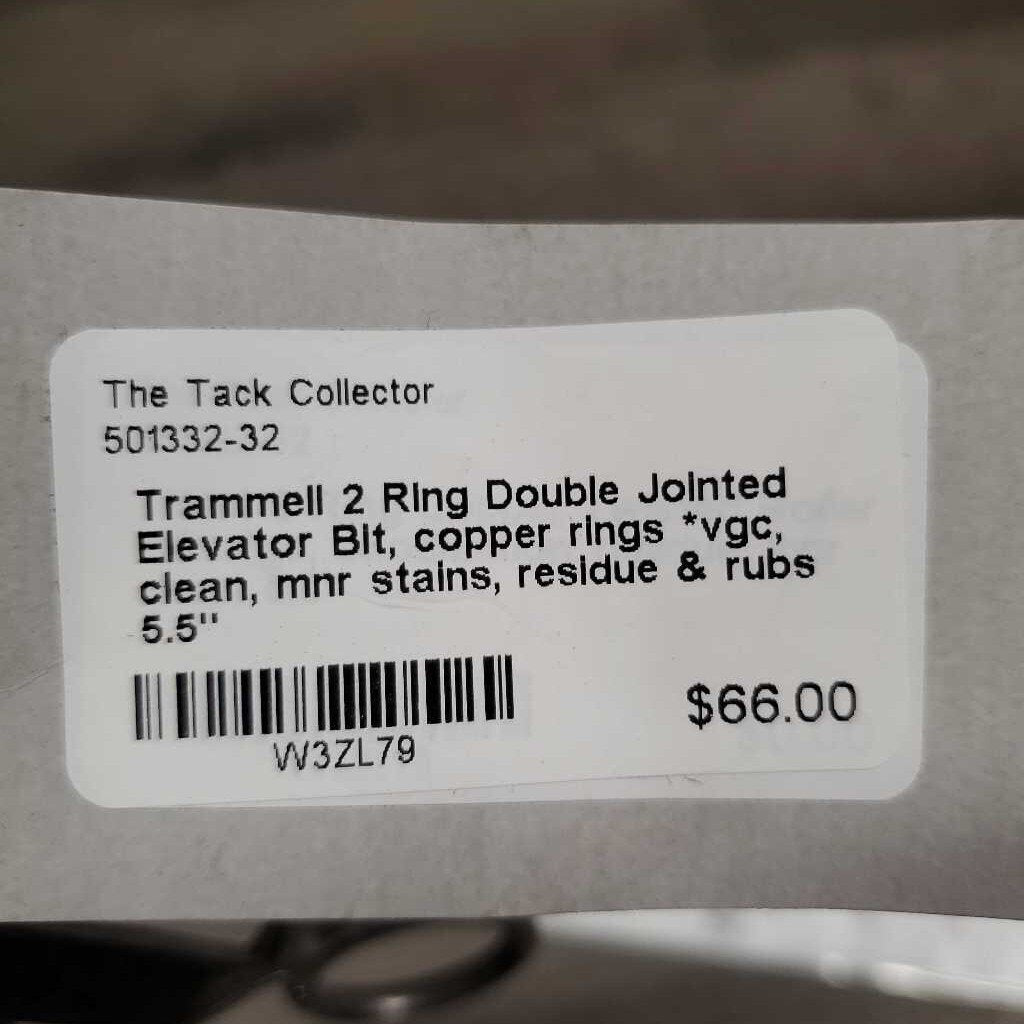 The Tack Collector
501332-32
Trammell 2 Ring Double Jointed
Elevator Bit, copper rings *vgc,
clean, mnr stains, residue & rubs
5.5"
W3ZL79
$66.00